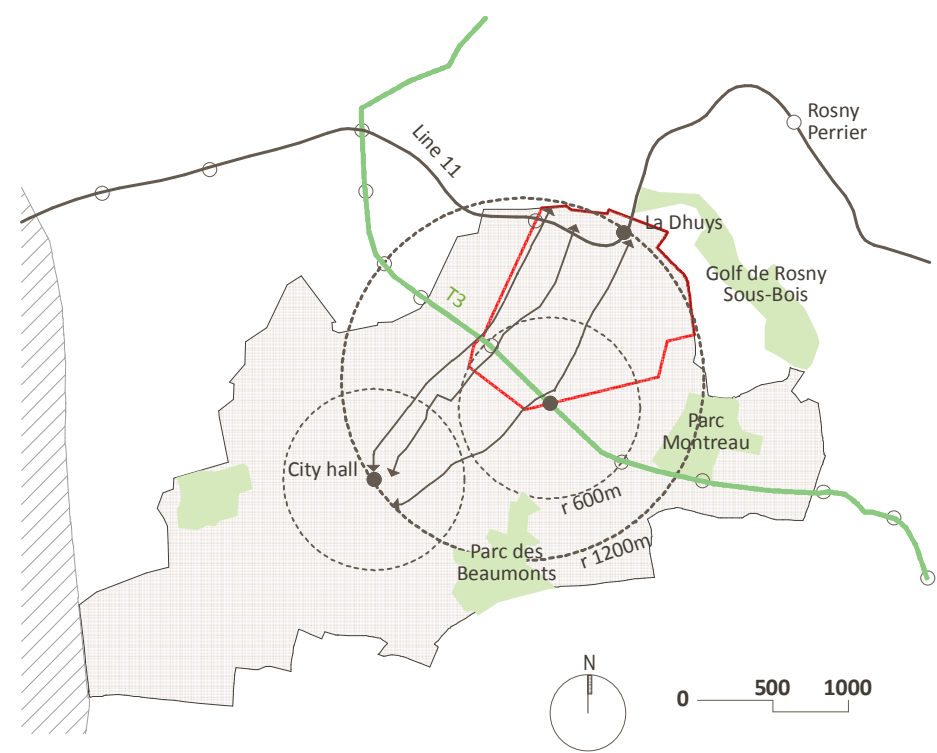 Rosny
Perrier
Line 11
La Dhuys
Golf de Rosny
Sous-Bois
T3
Parc
Montreau
City hall
r 600m
r 1200m
Parc des
Beaumonts
N
0 500 1000